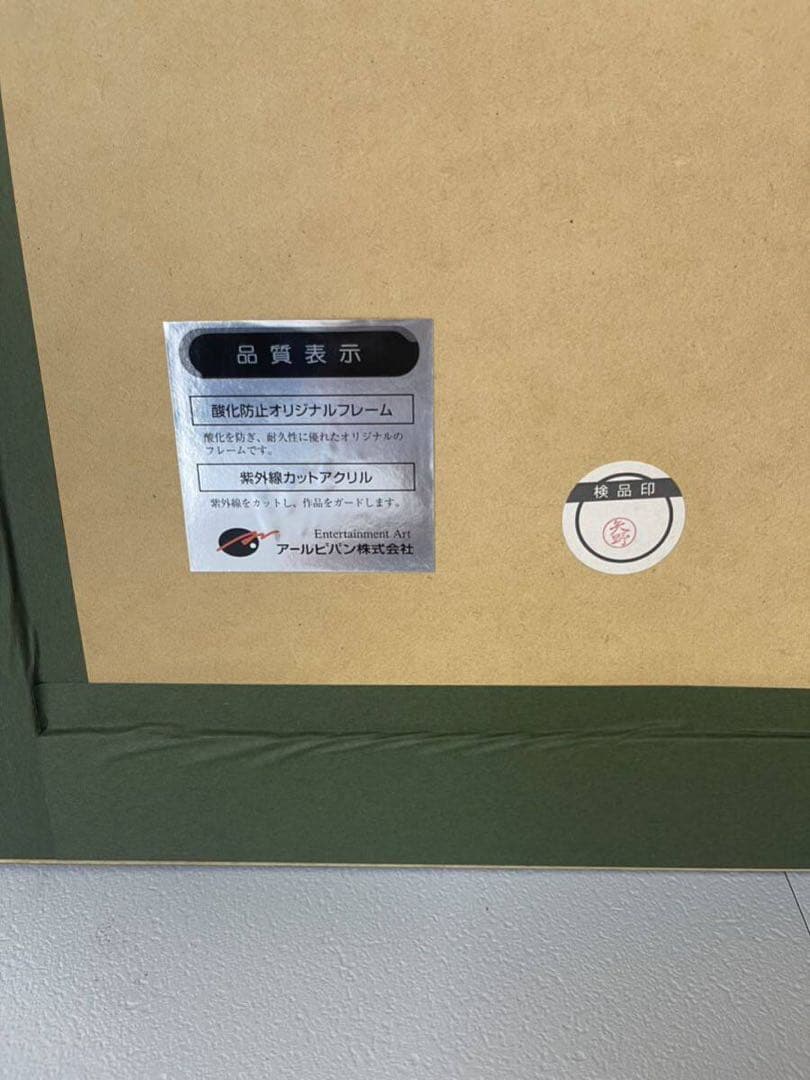 品質表示
酸化防止オリジナルフレーム
酸化を防ぎ、耐久性に優れたオリジナルの
フレームです。
紫外線カットアクリル
紫外線をカットし、作品をガードします。
Entertainment Art
アールビバン株式会社
検品印
矢野